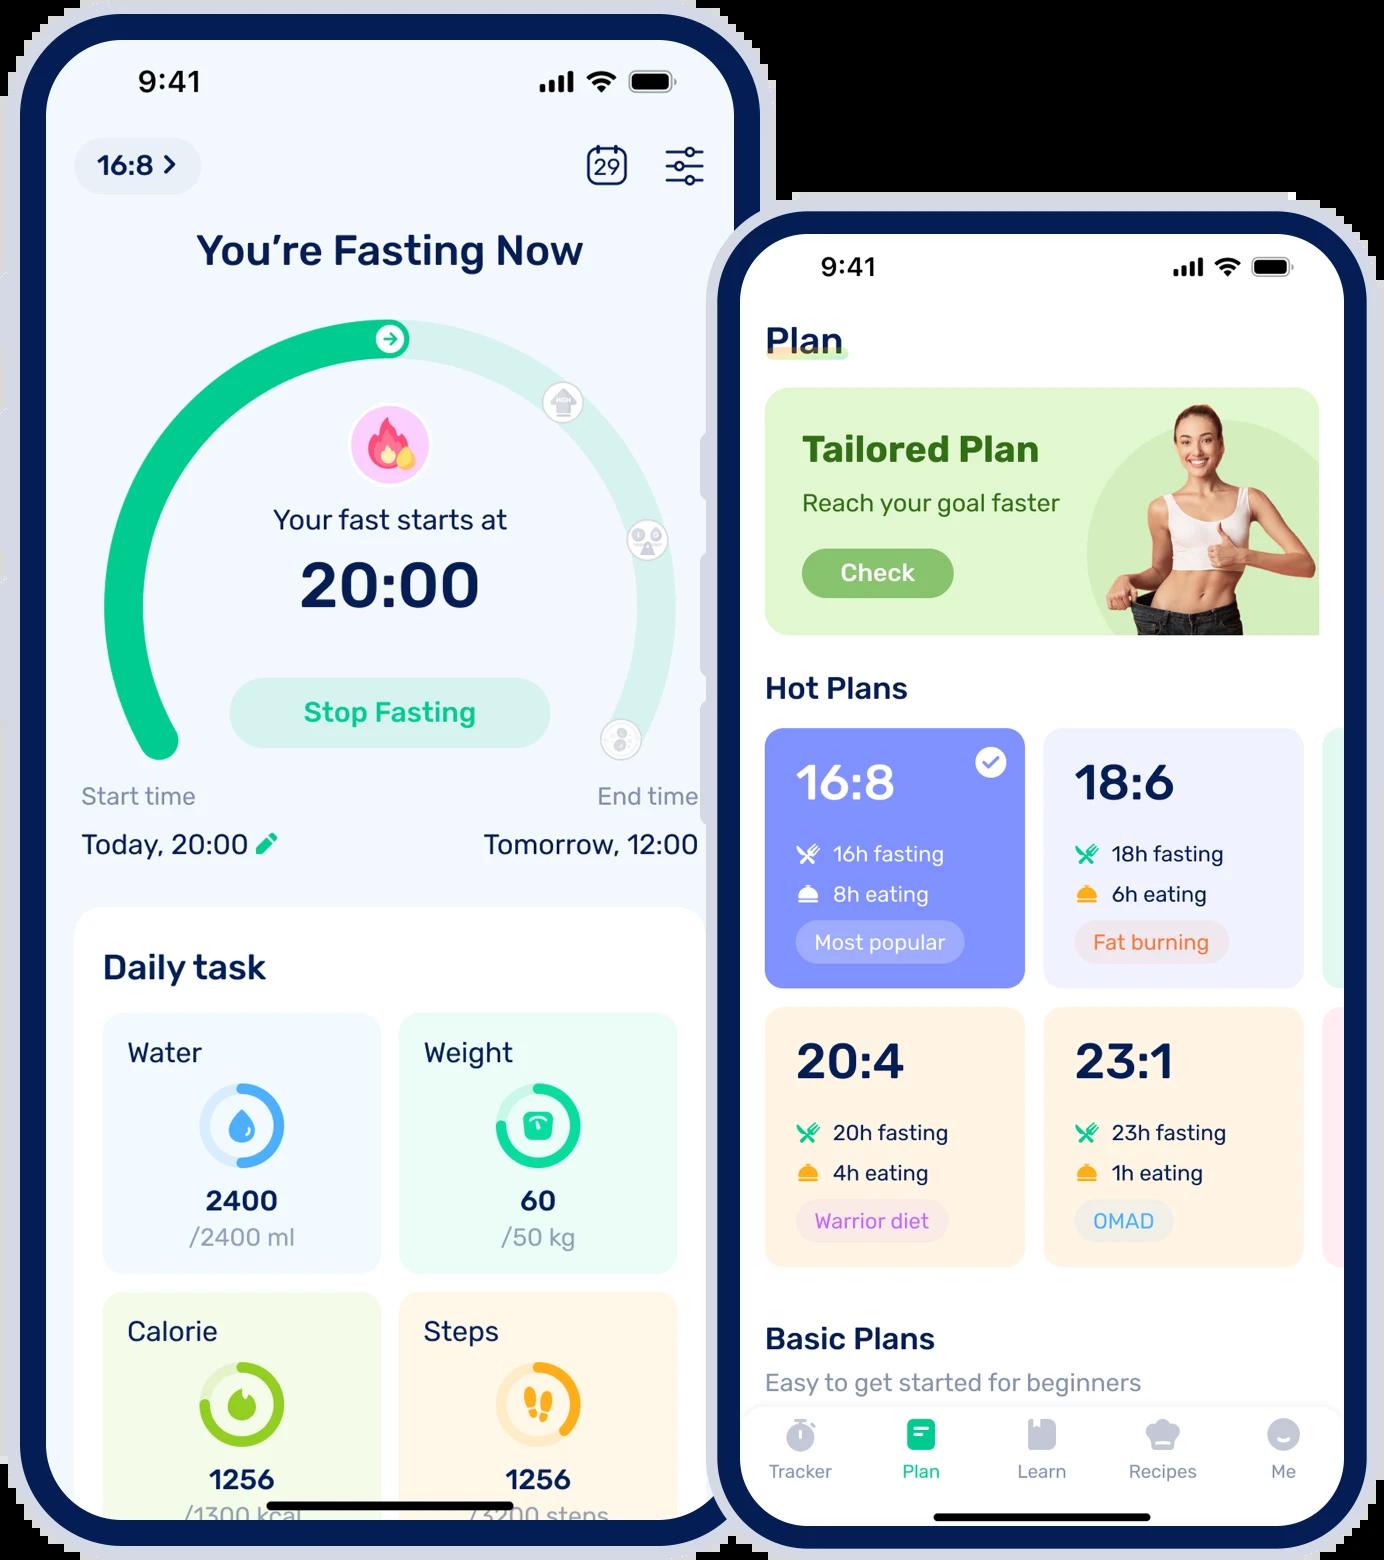 9:41
16:8
29
You’re Fasting Now
HGH
Your fast starts at
20:00
Stop Fasting
Start time
End time
Today, 20:00
Tomorrow, 12:00
Daily task
Water
Weight
2400
60
/2400 ml
/50 kg
Calorie
Steps
1256
1256
/1300 kcal
/3200 steps
9:41
Plan
Tailored Plan
Reach your goal faster
Check
Hot Plans
16:8
16h fasting
8h eating
Most popular
18:6
18h fasting
6h eating
Fat burning
20:4
20h fasting
4h eating
Warrior diet
23:1
23h fasting
1h eating
OMAD
Basic Plans
Easy to get started for beginners
Tracker
Plan
Learn
Recipes
Me